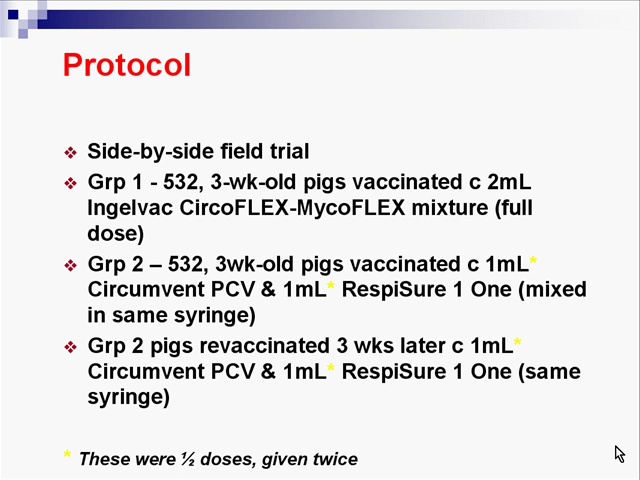 Protocol
Side-by-side field trial
Grp 1 - 532, 3-wk-old pigs vaccinated c 2mL
Ingelvac CircoFLEX-MycoFLEX mixture (full
dose)
Grp 2 – 532, 3wk-old pigs vaccinated c 1mL*
Circumvent PCV & 1mL* RespiSure 1 One (mixed
in same syringe)
Grp 2 pigs revaccinated 3 wks later c 1mL*
Circumvent PCV & 1mL* RespiSure 1 One (same
syringe)
* These were ½ doses, given twice